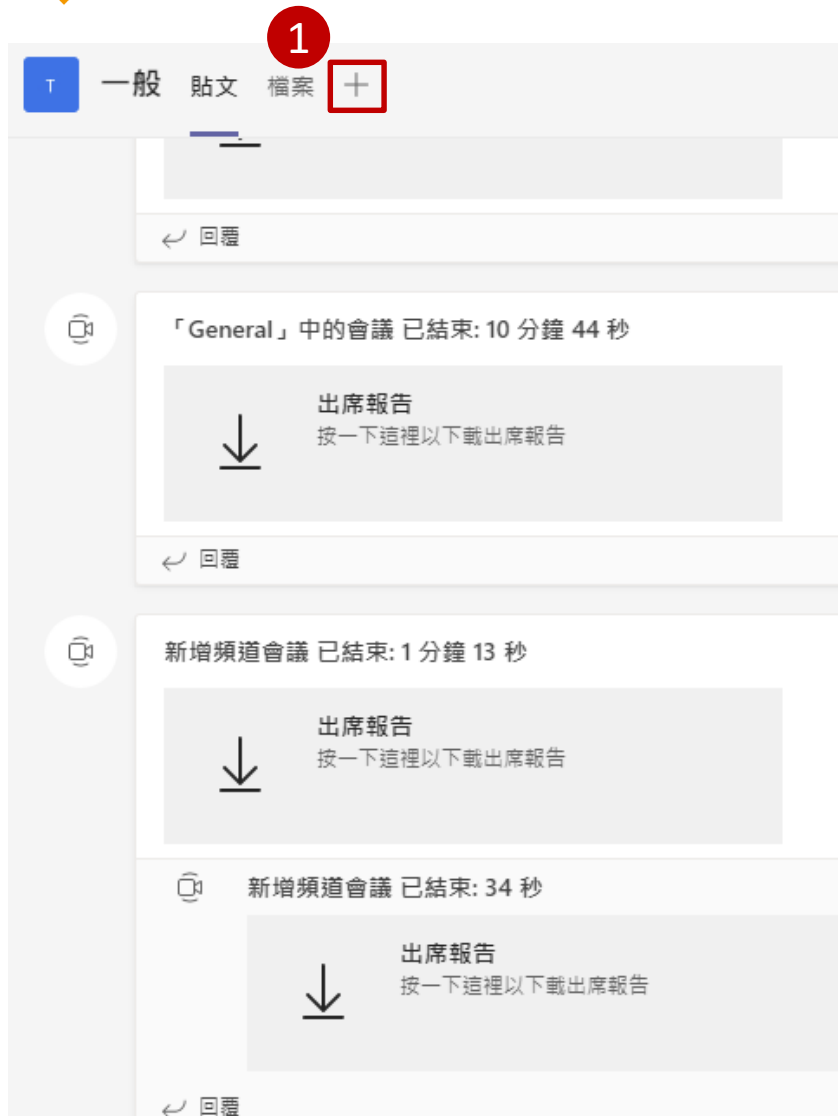 1
T 一般 貼文 檔案
回覆
「General」中的會議 已結束: 10 分鐘 44 秒
出席報告
按一下這裡以下載出席報告
回覆
新增頻道會議 已結束: 1 分鐘 13 秒
出席報告
按一下這裡以下載出席報告
新增頻道會議 已結束: 34 秒
出席報告
按一下這裡以下載出席報告
回覆